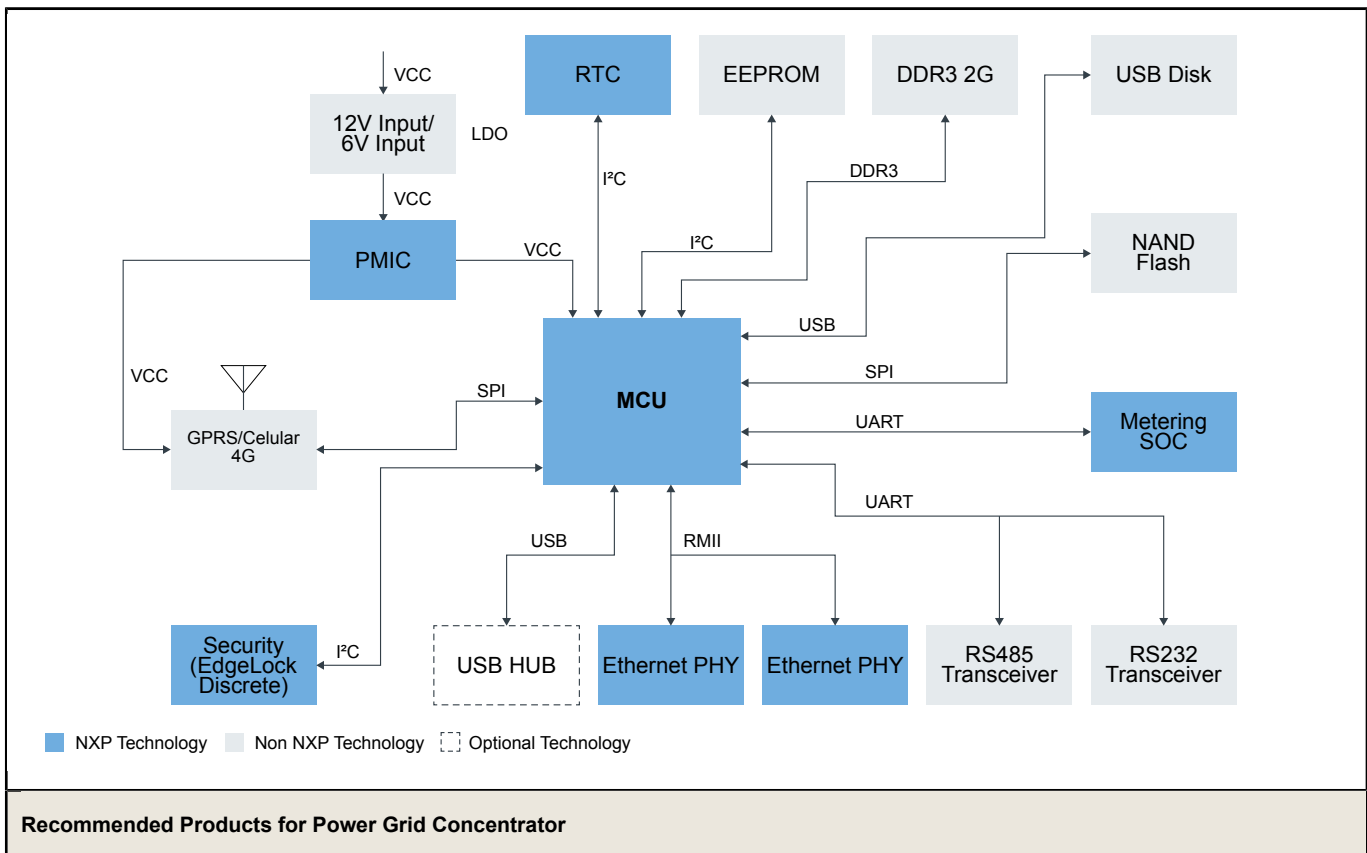 VCC
12V Input/
6V Input
LDO
VCC
PMIC
VCC
VCC
RTC
I²C
EEPROM
I²C
DDR3 2G
DDR3
USB Disk
USB
NAND
Flash
SPI
MCU
Metering
SOC
UART
UART
GPRS/Celular
4G
SPI
Security
(EdgeLock
Discrete)
I²C
USB
USB HUB
RMII
Ethernet PHY
Ethernet PHY
RS485
Transceiver
RS232
Transceiver
NXP Technology
Non NXP Technology
Optional Technology
Recommended Products for Power Grid Concentrator